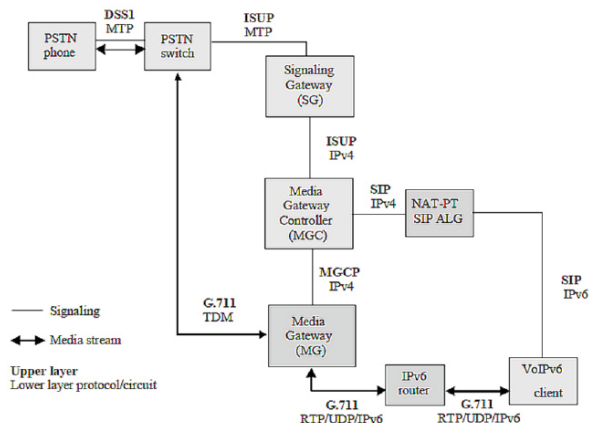 DSS1
MTP
ISUP
MTP
PSTN
phone
PSTN
switch
Signaling
Gateway
(SG)
ISUP
IPv4
Media
Gateway
Controller
(MGC)
SIP
IPv4
NAT-PT
SIP ALG
MGCP
IPv4
SIP
IPv6
G.711
TDM
Signaling
Media stream
Media
Gateway
(MG)
Upper layer
Lower layer protocol/circuit
IPv6
router
VoIPv6
client
G.711
RTP/UDP/IPv6
G.711
RTP/UDP/IPv6